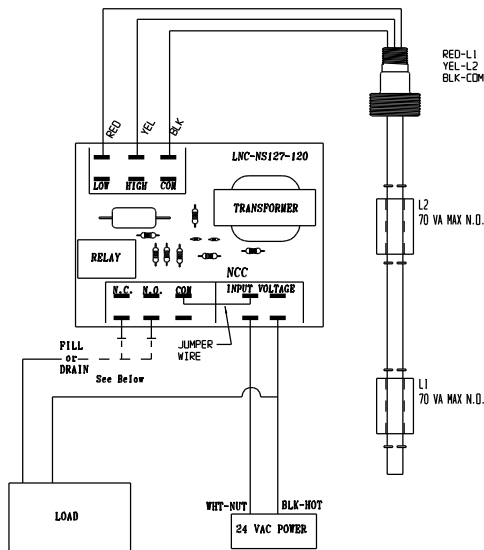 RED-L1
YEL-L2
BLK-COM
RED
YEL
BLK
LNC-NS127-120
LOW
HIGH
COM
TRANSFORMER
L2
70 VA MAX N.O.
RELAY
NCC
N.C.
N.O.
COM
INPUT VOLTAGE
FILL
or
DRAIN
JUMPER
WIRE
See Below
L1
70 VA MAX N.O.
WHT-NUT
BLK-HOT
LOAD
24 VAC POWER